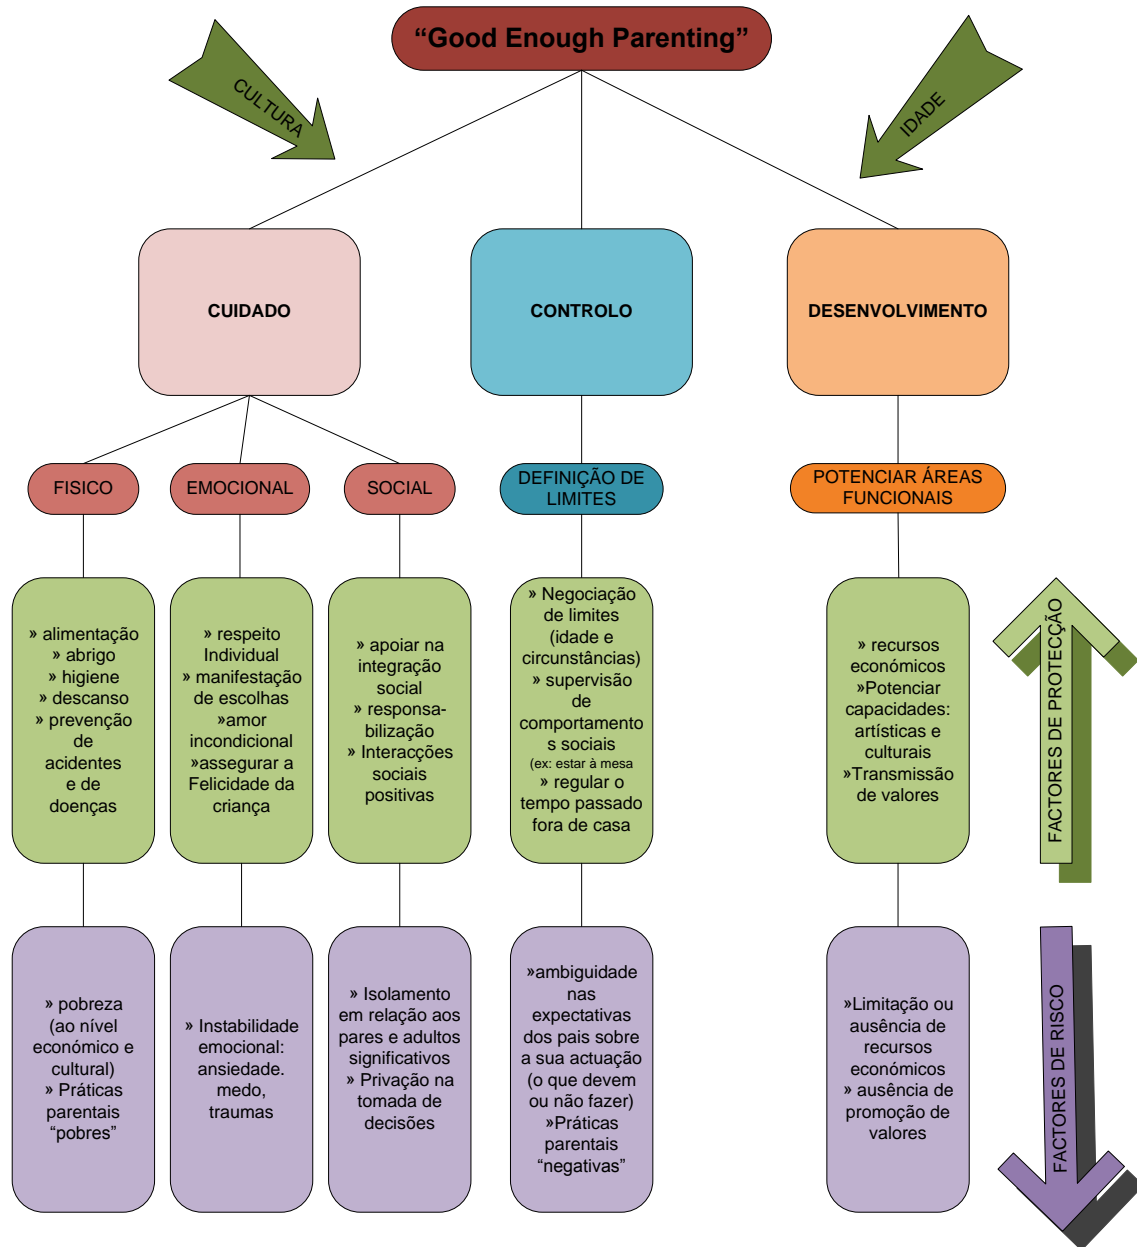 “Good Enough Parenting”
CULTURA
IDADE
CUIDADO
CONTROLO
DESENVOLVIMENTO
FISICO
EMOCIONAL
SOCIAL
DEFINIÇÃO DE
LIMITES
POTENCIAR ÁREAS
FUNCIONAIS
» alimentação
» abrigo
» higiene
» descanso
» prevenção
de
acidentes
e de
doenças
» respeito
Individual
» manifestação
de escolhas
»amor
incondicional
»assegurar a
Felicidade da
criança
» apoiar na
integração
social
» responsa-
bilização
» Interacções
sociais
positivas
» Negociação
de limites
(idade e
circunstâncias)
» supervisão
de
comportamento
s sociais
(ex: estar à mesa
» regular o
tempo passado
fora de casa
» recursos
económicos
»Potenciar
capacidades:
artísticas e
culturais
»Transmissão
de valores
FACTORES DE PROTECÇÃO
» pobreza
(ao nível
económico e
cultural)
» Práticas
parentais
“pobres”
» Instabilidade
emocional:
ansiedade.
medo,
traumas
» Isolamento
em relação aos
pares e adultos
significativos
» Privação na
tomada de
decisões
»ambiguidade
nas
expectativas
dos pais sobre
a sua actuação
(o que devem
ou não fazer)
»Práticas
parentais
“negativas”
»Limitação ou
ausência de
recursos
económicos
» ausência de
promoção de
valores
FACTORES DE RISCO